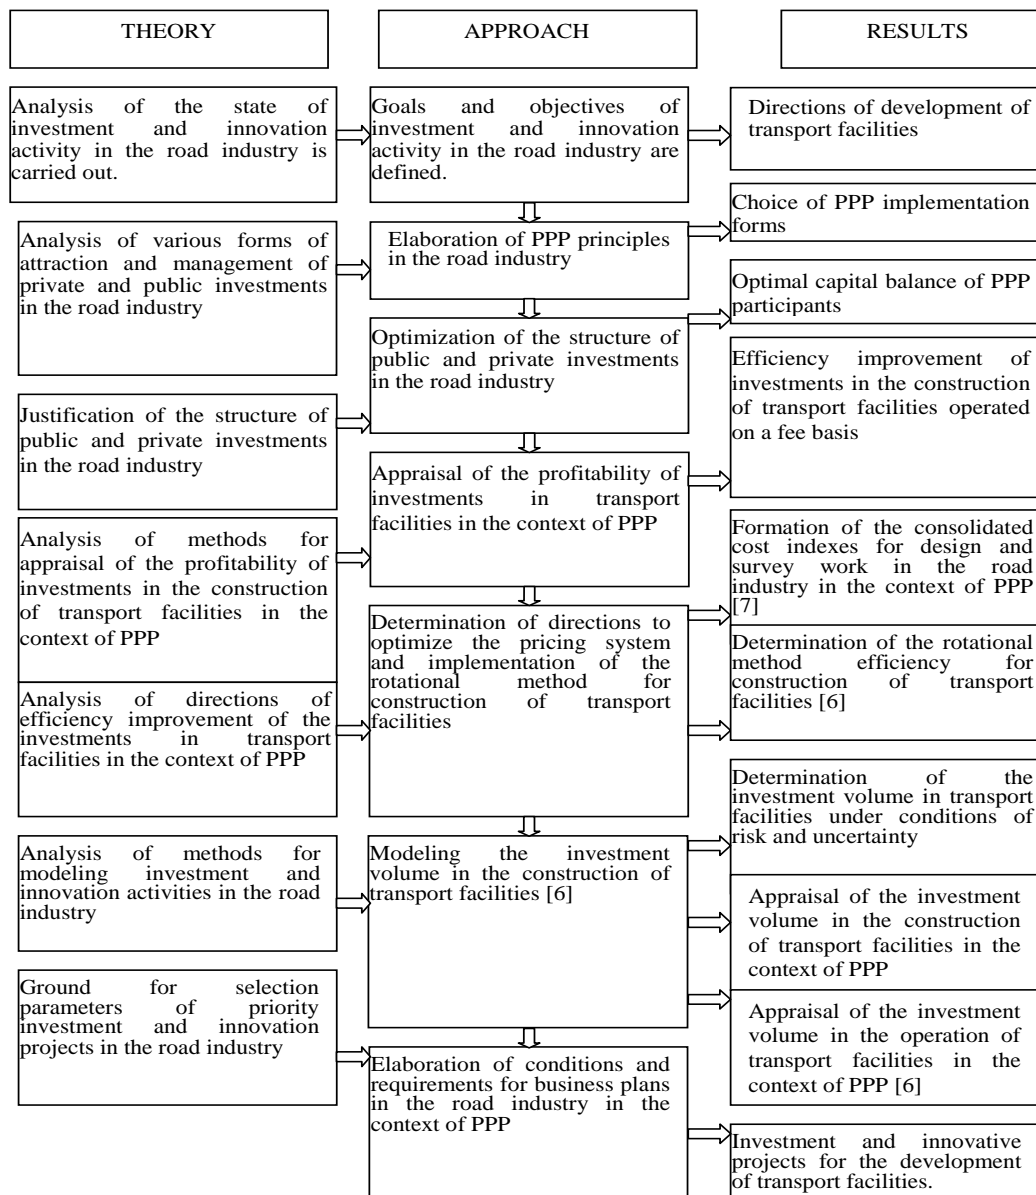 THEORY
APPROACH
RESULTS
Analysis of the state of
investment and innovation
activity in the road industry is
carried out.
Goals and objectives of
investment and innovation
activity in the road industry are
defined.
Directions of development of
transport facilities
Analysis of various forms of
attraction and management of
private and public investments
in the road industry
Elaboration of PPP principles
in the road industry
Choice of PPP implementation
forms
Optimal capital balance of PPP
participants
Justification of the structure of
public and private investments
in the road industry
Optimization of the structure of
public and private investments
in the road industry
Efficiency improvement of
investments in the construction
of transport facilities operated
on a fee basis
Analysis of methods for
appraisal of the profitability of
investments in the construction
of transport facilities in the
context of PPP
Appraisal of the profitability of
investments in transport
facilities in the context of PPP
Formation of the consolidated
cost indexes for design and
survey work in the road
industry in the context of PPP
[7]
Analysis of directions of
efficiency improvement of the
investments in transport
facilities in the context of PPP
Determination of directions to
optimize the pricing system
and implementation of the
rotational method for
construction of transport
facilities
Determination of the rotational
method efficiency for
construction of transport
facilities [6]
Analysis of methods for
modeling investment and
innovation activities in the road
industry
Modeling the investment
volume in the construction of
transport facilities [6]
Determination of the
investment volume in transport
facilities under conditions of
risk and uncertainty
Appraisal of the investment
volume in the construction
of transport facilities in the
context of PPP
Appraisal of the investment
volume in the operation of
transport facilities in the
context of PPP [6]
Ground for selection
parameters of priority
investment and innovation
projects in the road industry
Elaboration of conditions and
requirements for business plans
in the road industry in the
context of PPP
Investment and innovative
projects for the development
of transport facilities.